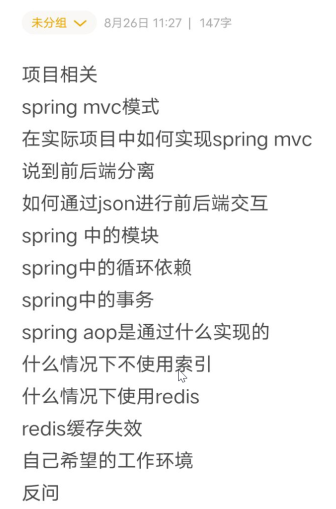 未分组 8月26日 11:27 | 147字
项目相关
spring mvc模式
在实际项目中如何实现spring mvc
说到前后端分离
如何通过json进行前后端交互
spring 中的模块
spring中的循环依赖
spring中的事务
spring aop是通过什么实现的
什么情况下不使用索引
什么情况下使用redis
redis缓存失效
自己希望的工作环境
反问